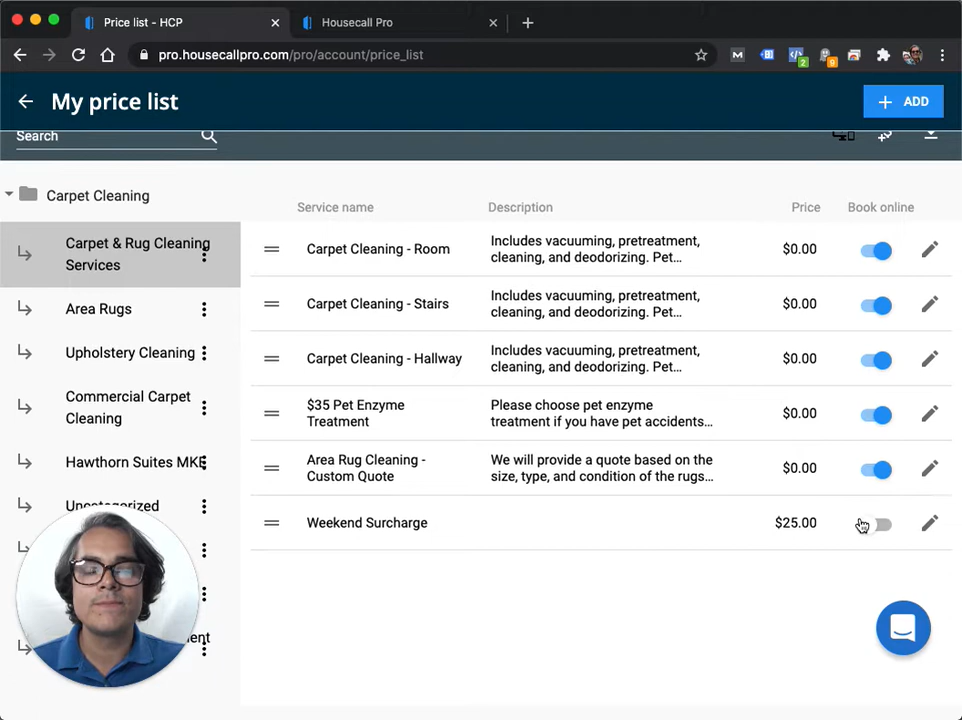 Price list - HCP
Housecall Pro
pro.housecallpro.com/pro/account/price_list
2
9
My price list
ADD
Search
Carpet Cleaning
Carpet & Rug Cleaning
Services
Area Rugs
Upholstery Cleaning
Commercial Carpet
Cleaning
Hawthorn Suites MKE
Uncategorized
Service name
Description
Price
Book online
Carpet Cleaning - Room
Includes vacuuming, pretreatment,
cleaning, and deodorizing. Pet...
$0.00
Carpet Cleaning - Stairs
Includes vacuuming, pretreatment,
cleaning, and deodorizing. Pet...
$0.00
Carpet Cleaning - Hallway
Includes vacuuming, pretreatment,
cleaning, and deodorizing. Pet...
$0.00
$35 Pet Enzyme
Treatment
Please choose pet enzyme
treatment if you have pet accidents...
$0.00
Area Rug Cleaning -
Custom Quote
We will provide a quote based on the
size, type, and condition of the rugs...
$0.00
Weekend Surcharge
$25.00